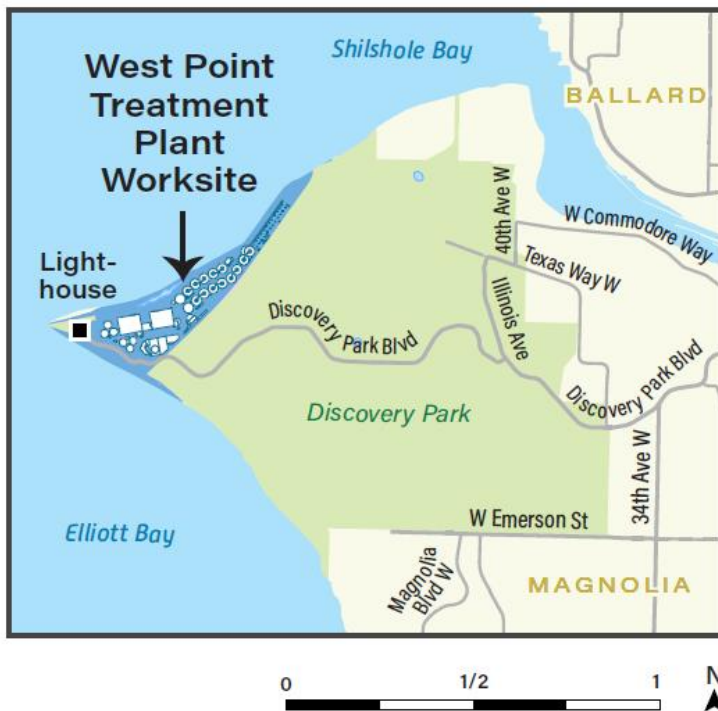 Shilshole Bay
West Point
Treatment
Plant
Worksite
BALLARD
Light-
house
40th Ave W
W Commodore Way
Texas Way W
Illinois Ave
Discovery Park Blvd
Discovery Park Blvd
Discovery Park
34th Ave W
Elliott Bay
W Emerson St
Magnolia
Blvd W
MAGNOLIA
0 1/2 1
N